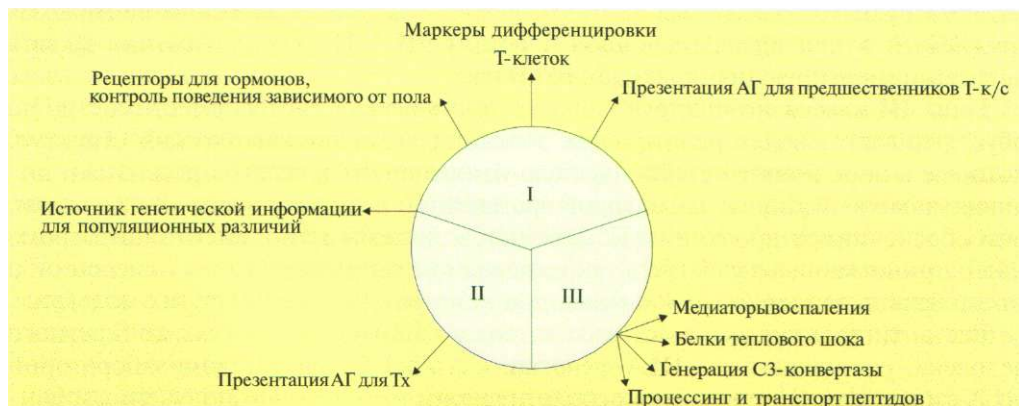 Маркеры дифференцировки
Т-клеток
Рецепторы для гормонов,
контроль поведения зависимого от пола
Презентация АГ для предшественников Т-к/с
I
Источник генетической информации
для популяционных различий
II
III
Медиаторывоспаления
Белки теплового шока
Генерация С3-конвертазы
Презентация АГ для Тх
Процессинг и транспорт пептидов